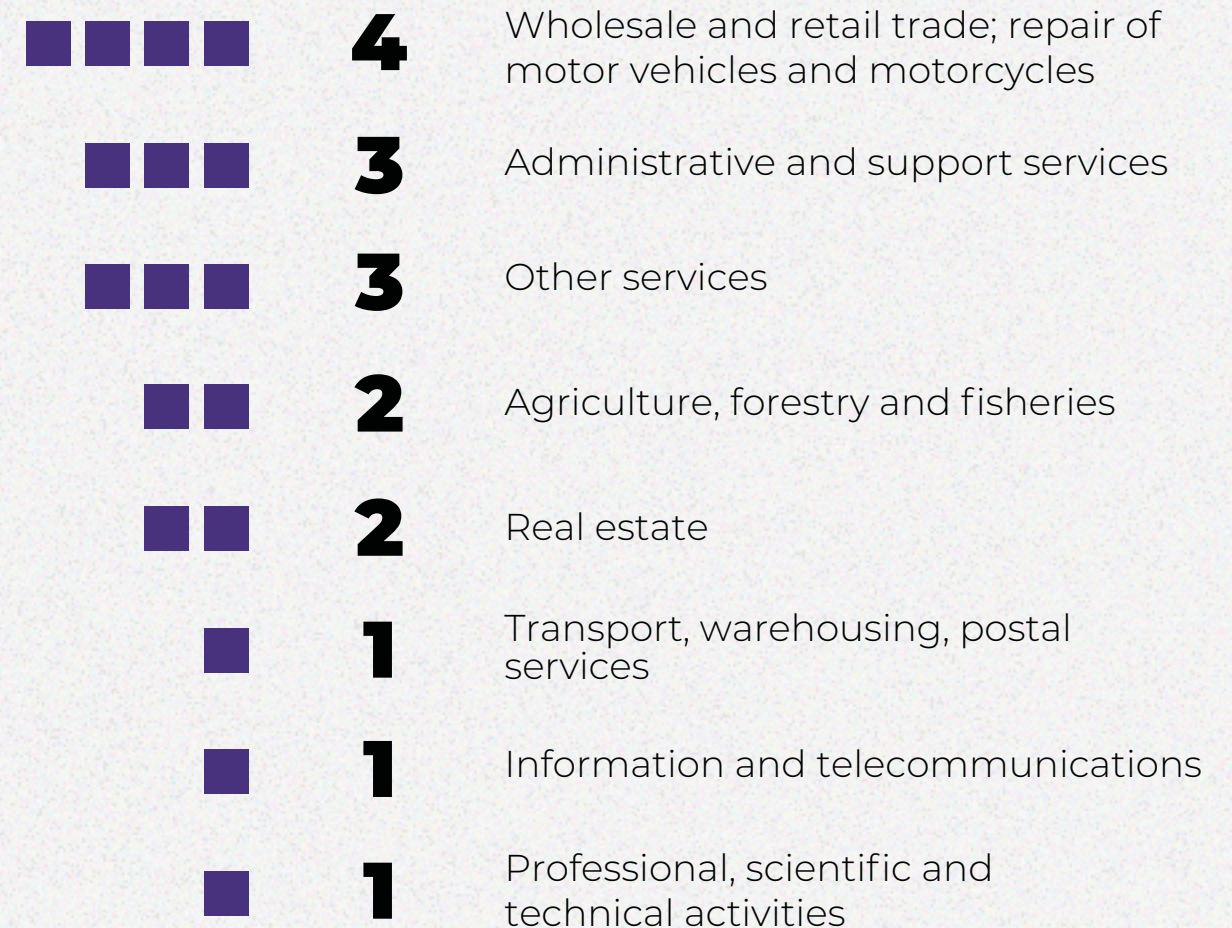 4
Wholesale and retail trade; repair of
motor vehicles and motorcycles
3
Administrative and support services
3
Other services
2
Agriculture, forestry and fisheries
2
Real estate
1
Transport, warehousing, postal
services
1
Information and telecommunications
1
Professional, scientific and
technical activities